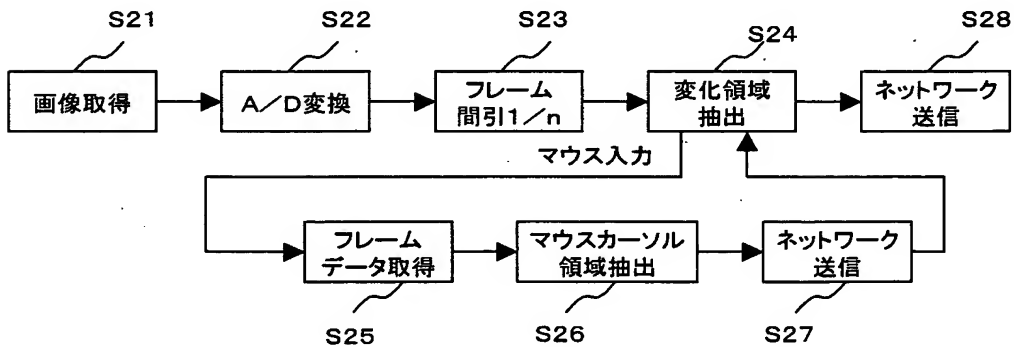 S21
S22
S23
S24
S28
画像取得
A/D変換
フレーム
間引1/n
変化領域
抽出
ネットワーク
送信
マウス入力
フレーム
データ取得
マウスカーソル
領域抽出
ネットワーク
送信
S25
S26
S27